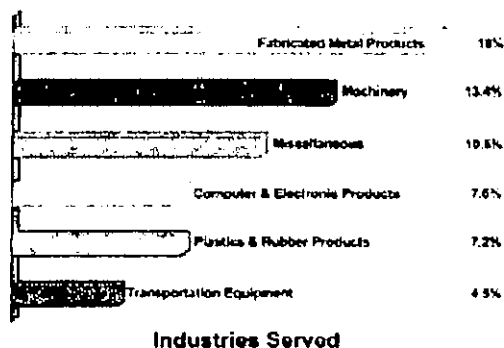 Fabricated Metal Products 18%
Machinery 13.4%
Miscellaneous 10.5%
Computer & Electronic Products 7.6%
Plastics & Rubber Products 7.2%
Transportation Equipment 4.5%
Industries Served